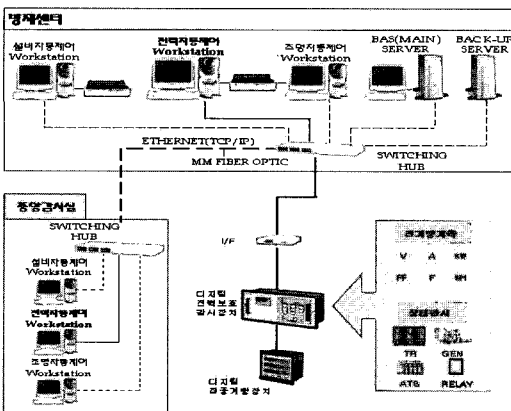 방재센터
설비자동제어
Workstation
전력자동제어
Workstation
조명자동제어
Workstation
BAS(MAIN)
SERVER
BACK-UP
SERVER
ETHERNET(TCP/IP)
MM FIBER OPTIC
SWITCHING
HUB
중앙감시실
SWITCHING
HUB
설비자동제어
Workstation
전력자동제어
Workstation
조명자동제어
Workstation
I/F
디지털
전력보호
감시장치
디지털
V A KW
PF F WH
TR GEN
ATS RELAY